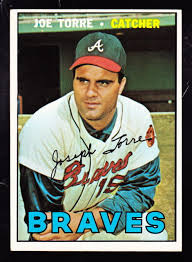 JOE TORRE • CATCHER
A
Joseph Torre
Braves
15
BRAVES